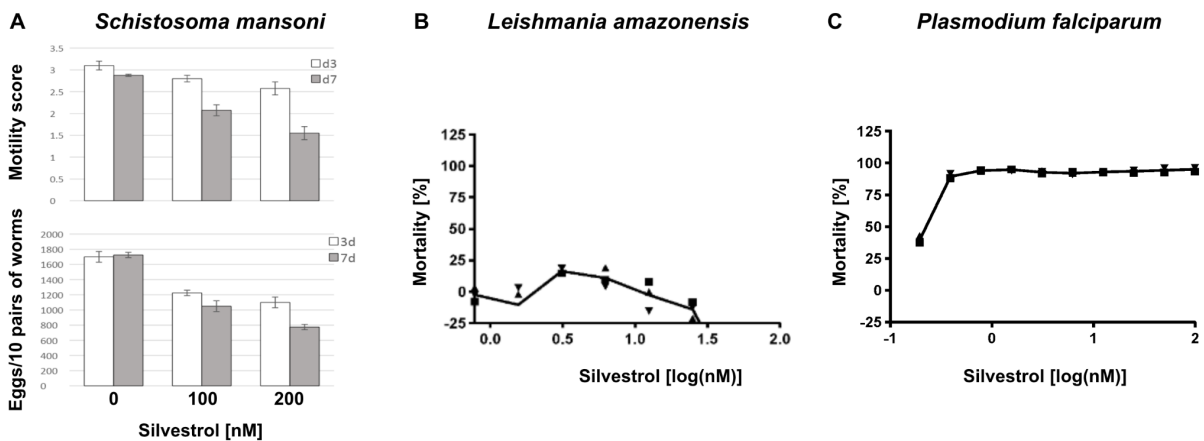 A
Schistosoma mansoni
Motility score
3.5
3
2.5
2
1.5
1
0.5
0
d3
d7
Eggs/10 pairs of worms
2000
1800
1600
1400
1200
1000
800
600
400
200
0
3d
7d
0 100 200
Silvestrol [nM]
B
Leishmania amazonensis
Mortality [%]
125
100
75
50
25
0
-25
0.0 0.5 1.0 1.5 2.0
Silvestrol [log(nM)]
C
Plasmodium falciparum
Mortality [%]
125
100
75
50
25
0
-25
-1 0 1 2
Silvestrol [log(nM)]